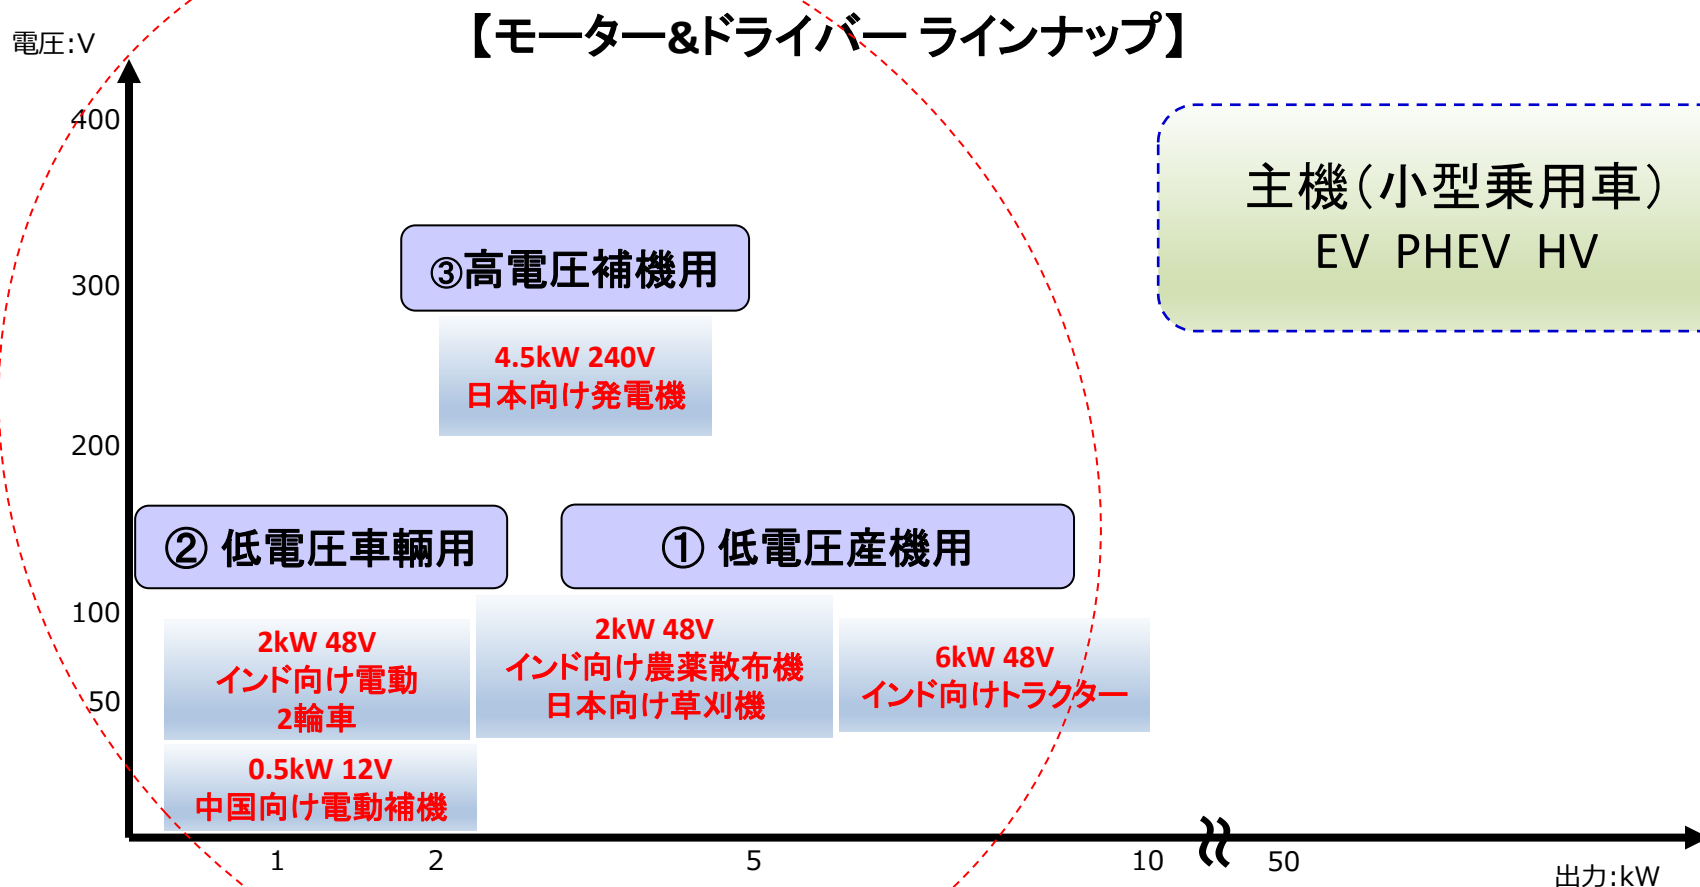 【モーター&ドライバー ラインナップ】
電圧:V
400
主機(小型乗用車)
EV PHEV HV
③高電圧補機用
300
4.5kW 240V
日本向け発電機
200
② 低電圧車輛用
① 低電圧産機用
100
2kW 48V
インド向け電動
2輪車
2kW 48V
インド向け農薬散布機
日本向け草刈機
6kW 48V
インド向けトラクター
50
0.5kW 12V
中国向け電動補機
1
2
5
10
50
出力:kW